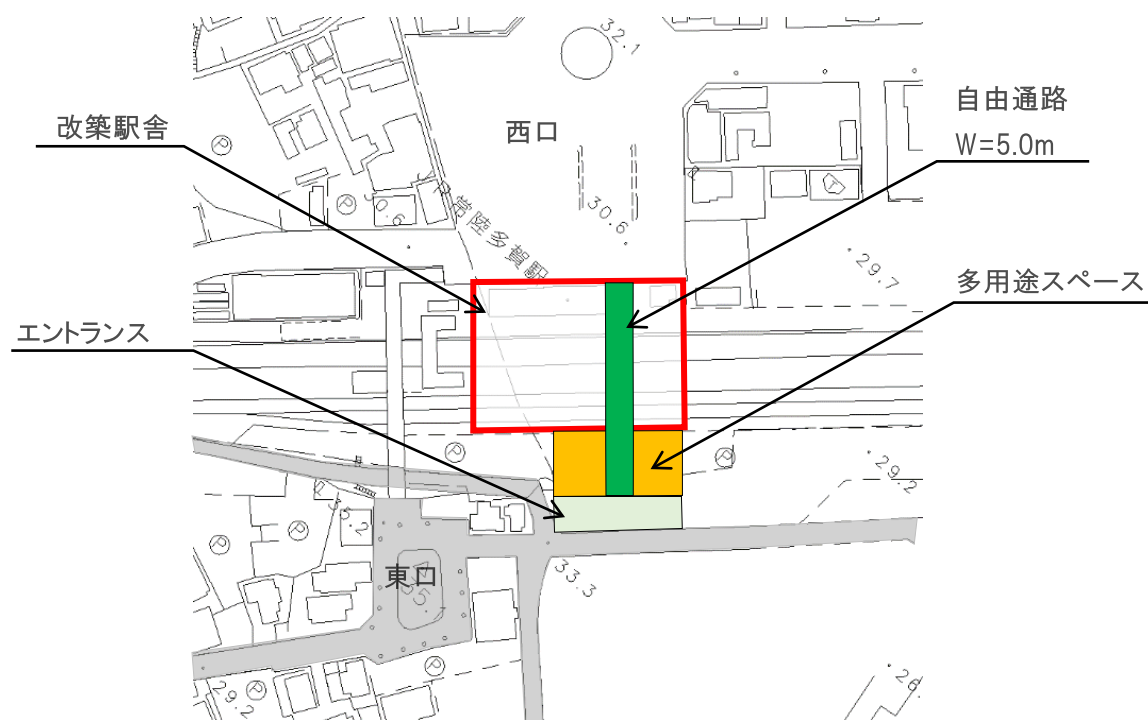 32.1
自由通路
W=5.0m
改築駅舎
西口
30.6
30.6
常陸多賀駅
29.7
多用途スペース
エントランス
29.2
東口
33.3
29.2
26.